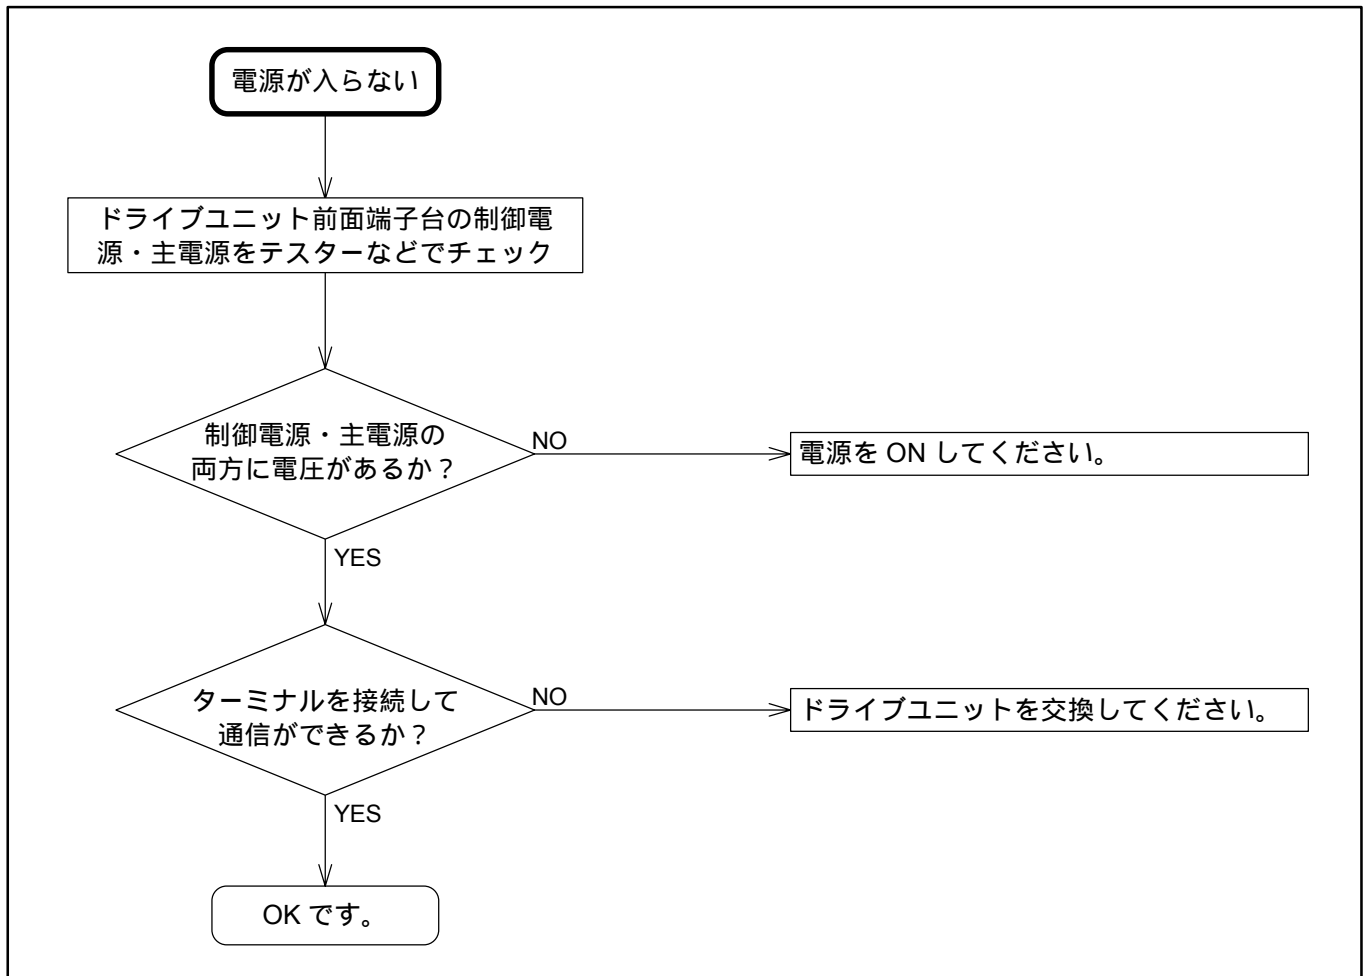 電源が入らない
ドライブユニット前面端子台の制御電
源・主電源をテスターなどでチェック
制御電源・主電源の
両方に電圧があるか?
NO
電源を ON してください。
YES
ターミナルを接続して
通信ができるか?
NO
ドライブユニットを交換してください。
YES
OK です。